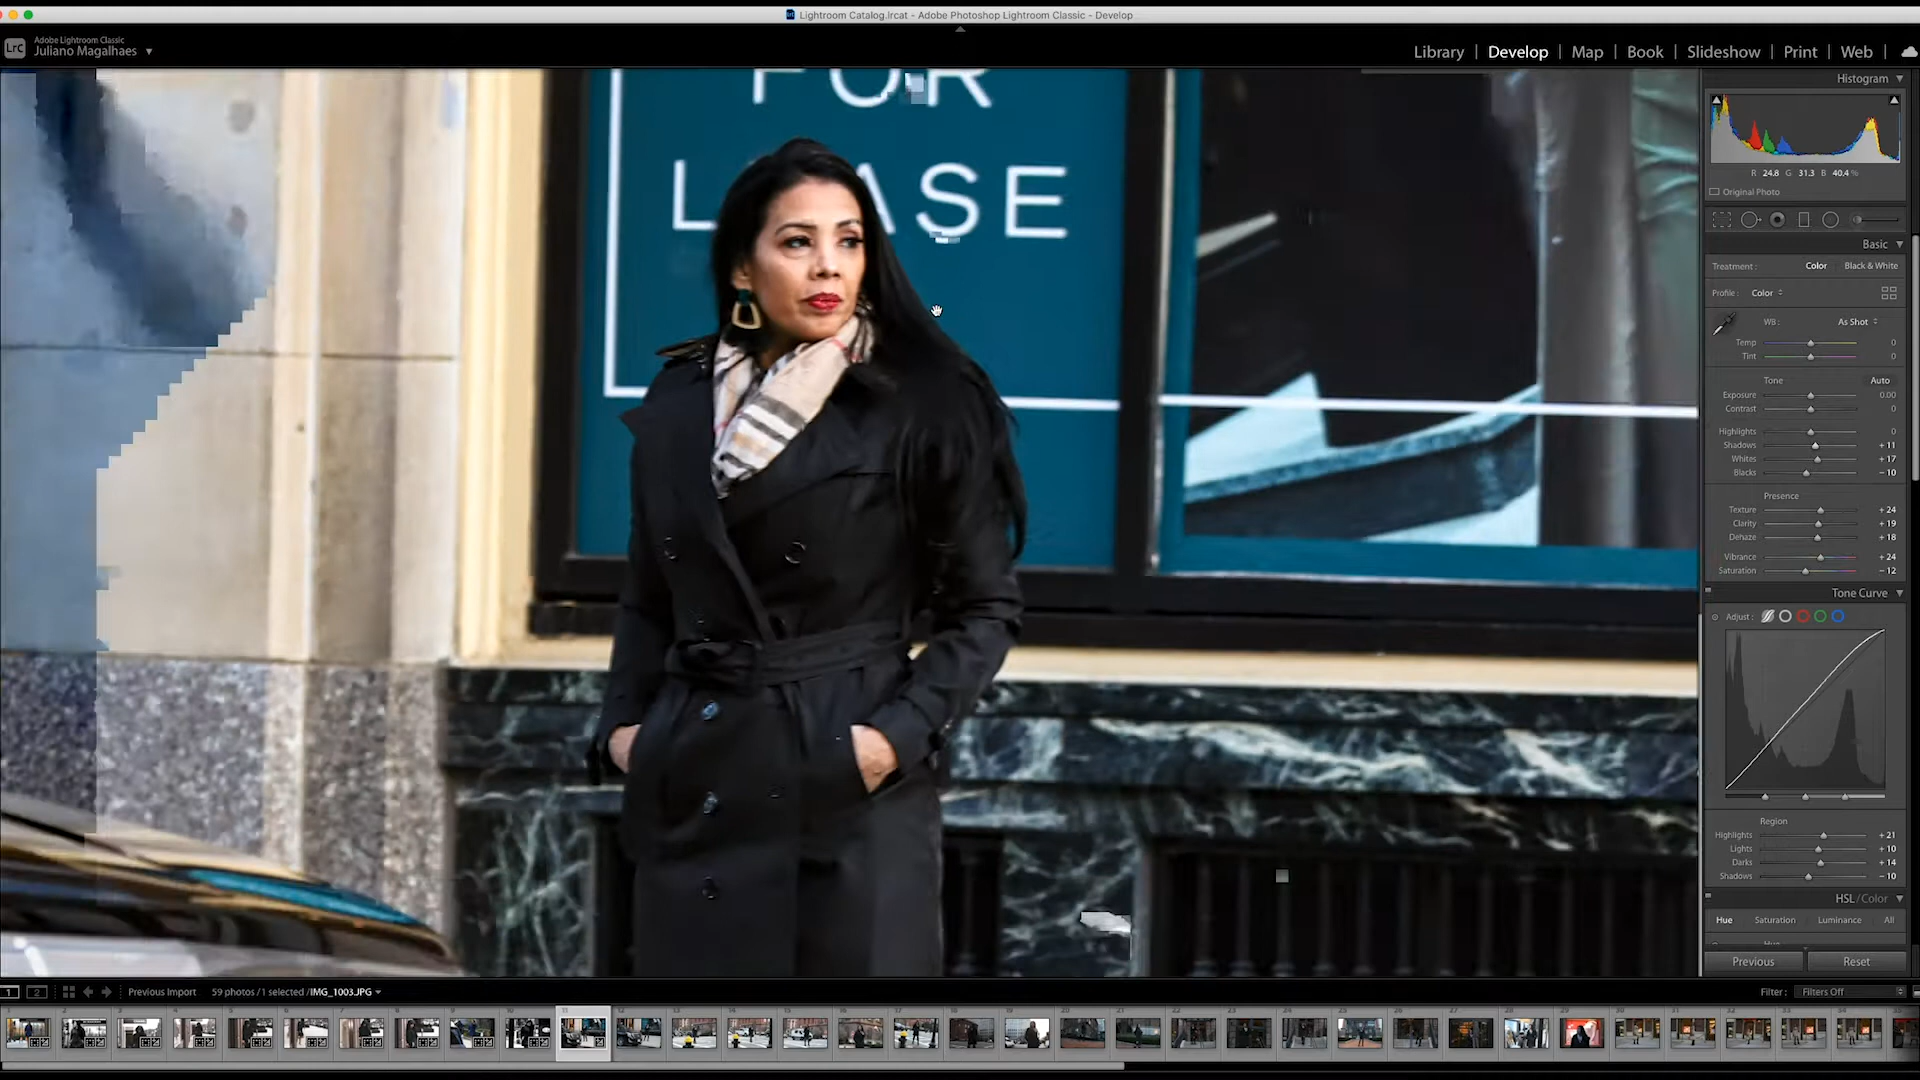 Lightroom Catalog.lrcat - Adobe Photoshop Lightroom Classic - Develop
LrC
Adobe Lightroom Classic
Juliano Magalhaes
Library | Develop | Map | Book | Slideshow | Print | Web
FOR
LEASE
Histogram
R 24.8 G 31.3 B 40.4 %
Original Photo
Basic
Treatment : Color Black & White
Profile : Color
WB : As Shot
Temp 0
Tint 0
Tone Auto
Exposure 0.00
Contrast 0
Highlights 0
Shadows + 11
Whites + 17
Blacks − 10
Presence
Texture + 24
Clarity + 19
Dehaze + 18
Vibrance + 24
Saturation − 12
Tone Curve
Adjust :
Region
Highlights + 21
Lights + 10
Darks + 14
Shadows − 10
HSL / Color
Hue Saturation Luminance All
Hue
Previous Reset
1 2 Previous Import 59 photos / 1 selected / IMG_1003.JPG
Filter : Filters Off